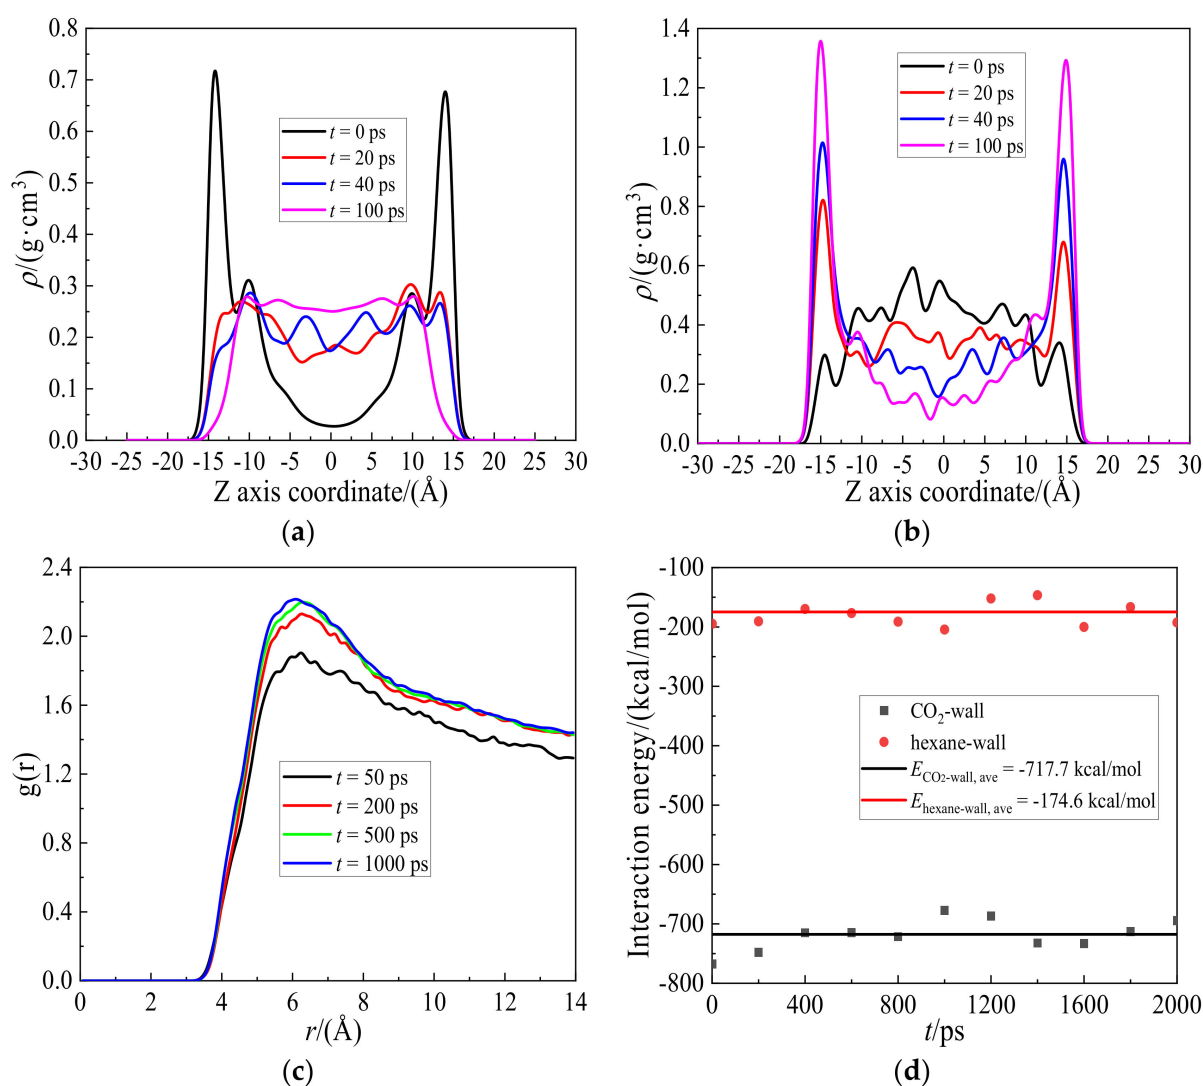 0.8
0.7
0.6
0.5
0.4
0.3
0.2
0.1
0.0
ρ/(g·cm³)
t = 0 ps
t = 20 ps
t = 40 ps
t = 100 ps
-30 -25 -20 -15 -10 -5 0 5 10 15 20 25 30
Z axis coordinate/(Å)
(a)
1.4
1.2
1.0
0.8
0.6
0.4
0.2
0.0
ρ/(g·cm³)
t = 0 ps
t = 20 ps
t = 40 ps
t = 100 ps
-30 -25 -20 -15 -10 -5 0 5 10 15 20 25 30
Z axis coordinate/(Å)
(b)
2.4
2.0
1.6
1.2
0.8
0.4
0.0
g(r)
t = 50 ps
t = 200 ps
t = 500 ps
t = 1000 ps
0 2 4 6 8 10 12 14
r/(Å)
(c)
-100
-200
-300
-400
-500
-600
-700
-800
Interaction energy/(kcal/mol)
CO₂-wall
hexane-wall
E CO₂-wall, ave = -717.7 kcal/mol
E hexane-wall, ave = -174.6 kcal/mol
0 400 800 1200 1600 2000
t/ps
(d)